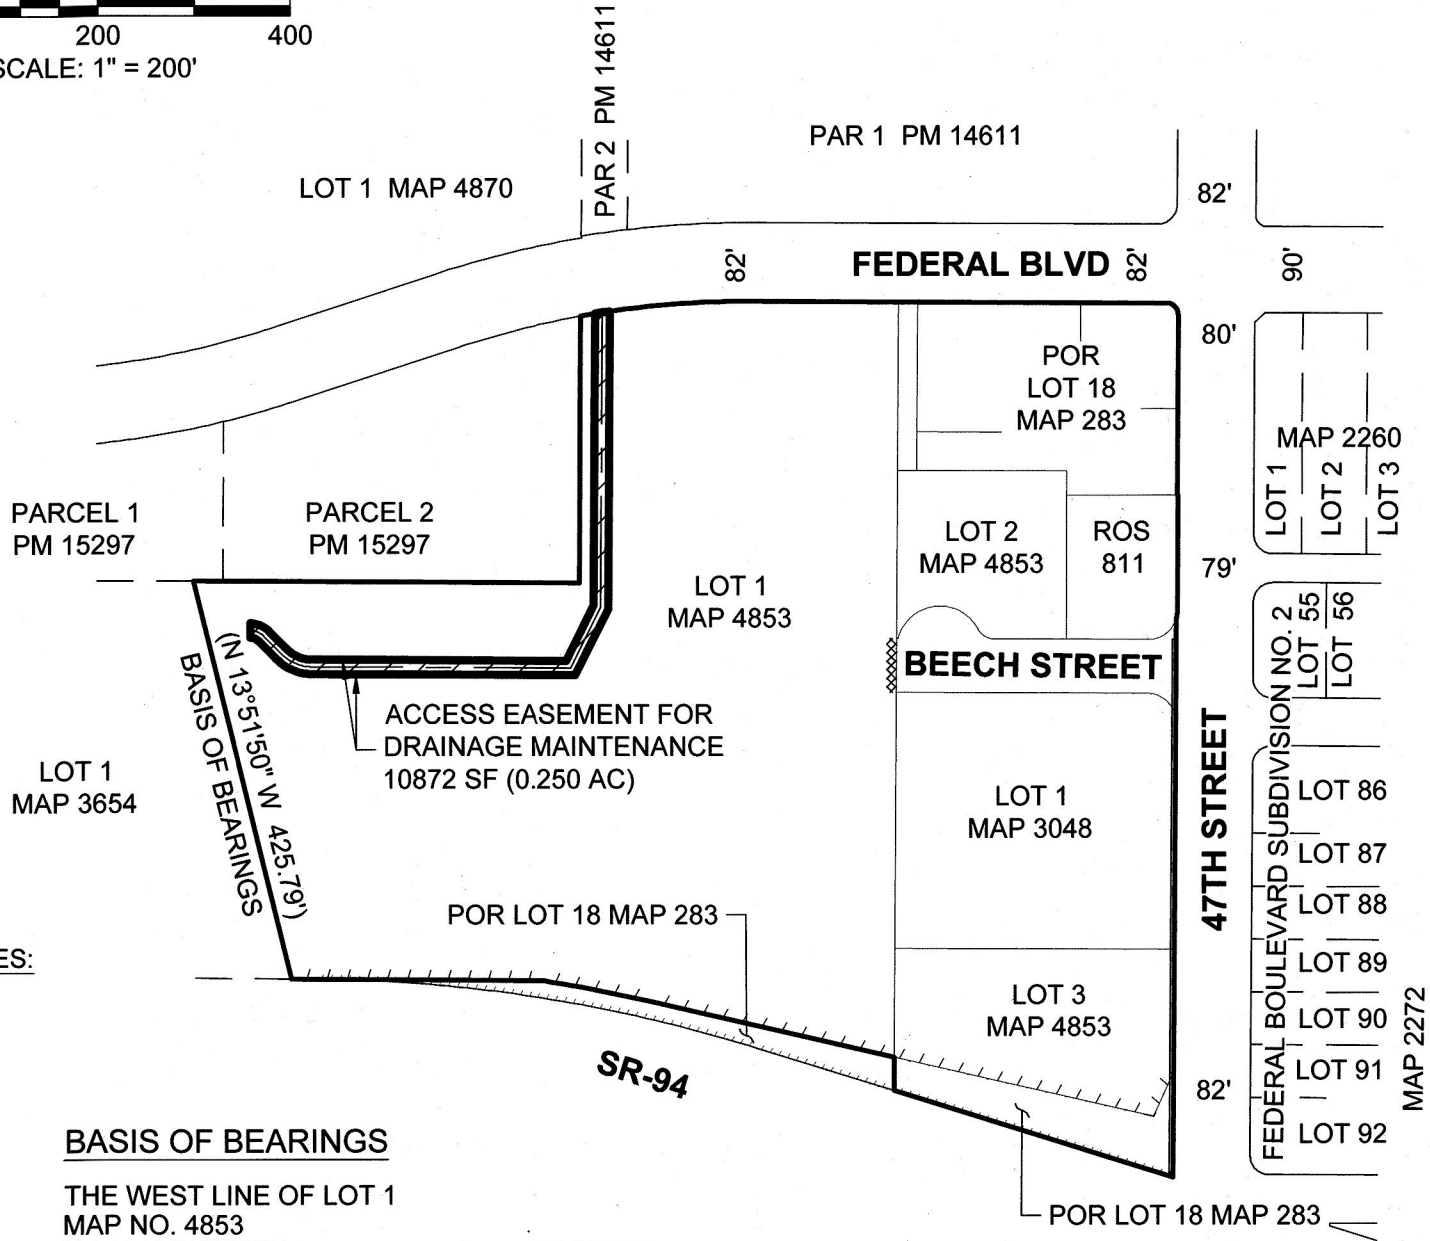 200 400
SCALE: 1" = 200'
PAR 2 PM 14611
PAR 1 PM 14611
LOT 1 MAP 4870
82'
82'
FEDERAL BLVD
82'
90'
80'
POR
LOT 18
MAP 283
MAP 2260
LOT 1
LOT 2
LOT 3
PARCEL 1
PM 15297
PARCEL 2
PM 15297
LOT 2
MAP 4853
ROS
811
79'
LOT 1
MAP 4853
LOT 55
LOT 56
BEECH STREET
(N 13°51'50" W 425.79')
BASIS OF BEARINGS
ACCESS EASEMENT FOR
DRAINAGE MAINTENANCE
10872 SF (0.250 AC)
LOT 1
MAP 3654
LOT 1
MAP 3048
47TH STREET
FEDERAL BOULEVARD SUBDIVISION NO. 2
LOT 86
LOT 87
LOT 88
LOT 89
LOT 90
LOT 91
LOT 92
MAP 2272
POR LOT 18 MAP 283
ES:
LOT 3
MAP 4853
SR-94
82'
BASIS OF BEARINGS
THE WEST LINE OF LOT 1
MAP NO. 4853
POR LOT 18 MAP 283